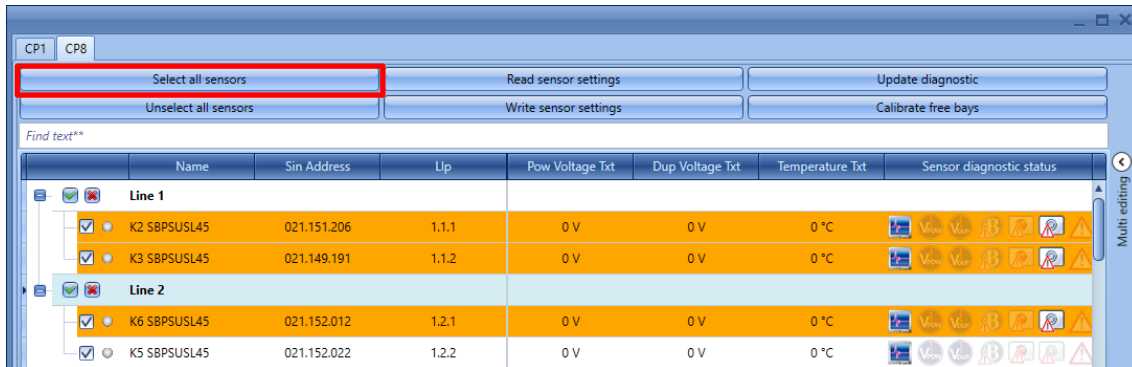 CP1 CP8
Select all sensors Read sensor settings Update diagnostic
Unselect all sensors Write sensor settings Calibrate free bays
Find text**
Name Sin Address Llp Pow Voltage Txt Dup Voltage Txt Temperature Txt Sensor diagnostic status
Line 1
K2 SBPSUSL45 021.151.206 1.1.1 0 V 0 V 0 °C
K3 SBPSUSL45 021.149.191 1.1.2 0 V 0 V 0 °C
Line 2
K6 SBPSUSL45 021.152.012 1.2.1 0 V 0 V 0 °C
K5 SBPSUSL45 021.152.022 1.2.2 0 V 0 V 0 °C
Multi editing